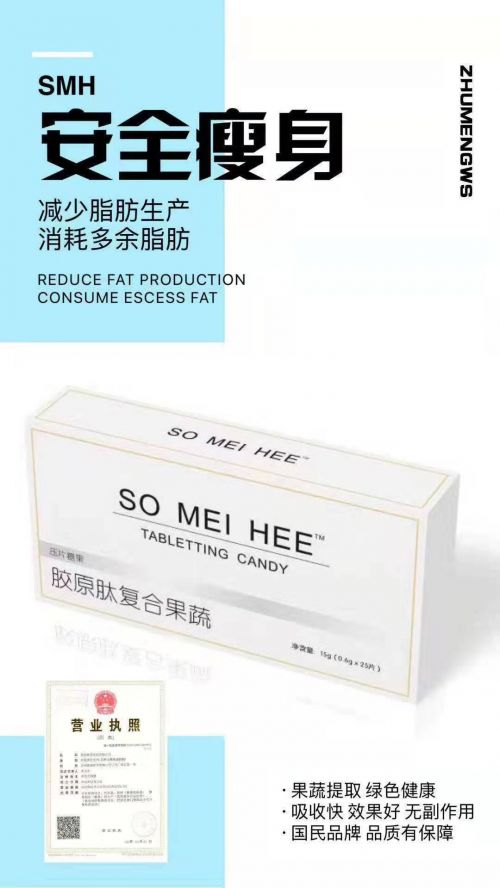 SMH
安全瘦身
减少脂肪生产
消耗多余脂肪
REDUCE FAT PRODUCTION
CONSUME ESCESS FAT
ZHUMENGWS
SO MEI HEE™
SO MEI HEE™
TABLETTING CANDY
压片糖果
胶原肽复合果蔬
净含量: 15g(0.6g×25片)
营业执照
· 果蔬提取 绿色健康
· 吸收快 效果好 无副作用
· 国民品牌 品质有保障